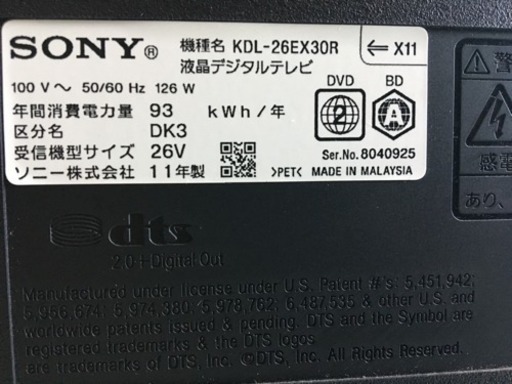 SONY® 機種名 KDL-26EX30R ⇐ X11
液晶デジタルテレビ
100 V～ 50/60 Hz 126 W
DVD BD
年間消費電力量 93 kWh/年
2 A
区分名 DK3
受信機型サイズ 26V
Ser.No.8040925
ソニー株式会社 11年製 >PET< MADE IN MALAYSIA
警
感電
あり、
dts
2.0+Digital Out
Manufactured under license under U.S. Patent #'s: 5,451,942;
5,956,674; 5,974,380; 5,978,762; 6,487,535 & other U.S. and
worldwide patents issued & pending. DTS and the Symbol are
registered trademarks & the DTS logos
are trademarks of DTS, Inc. ©DTS, Inc. All Rights Reserved.